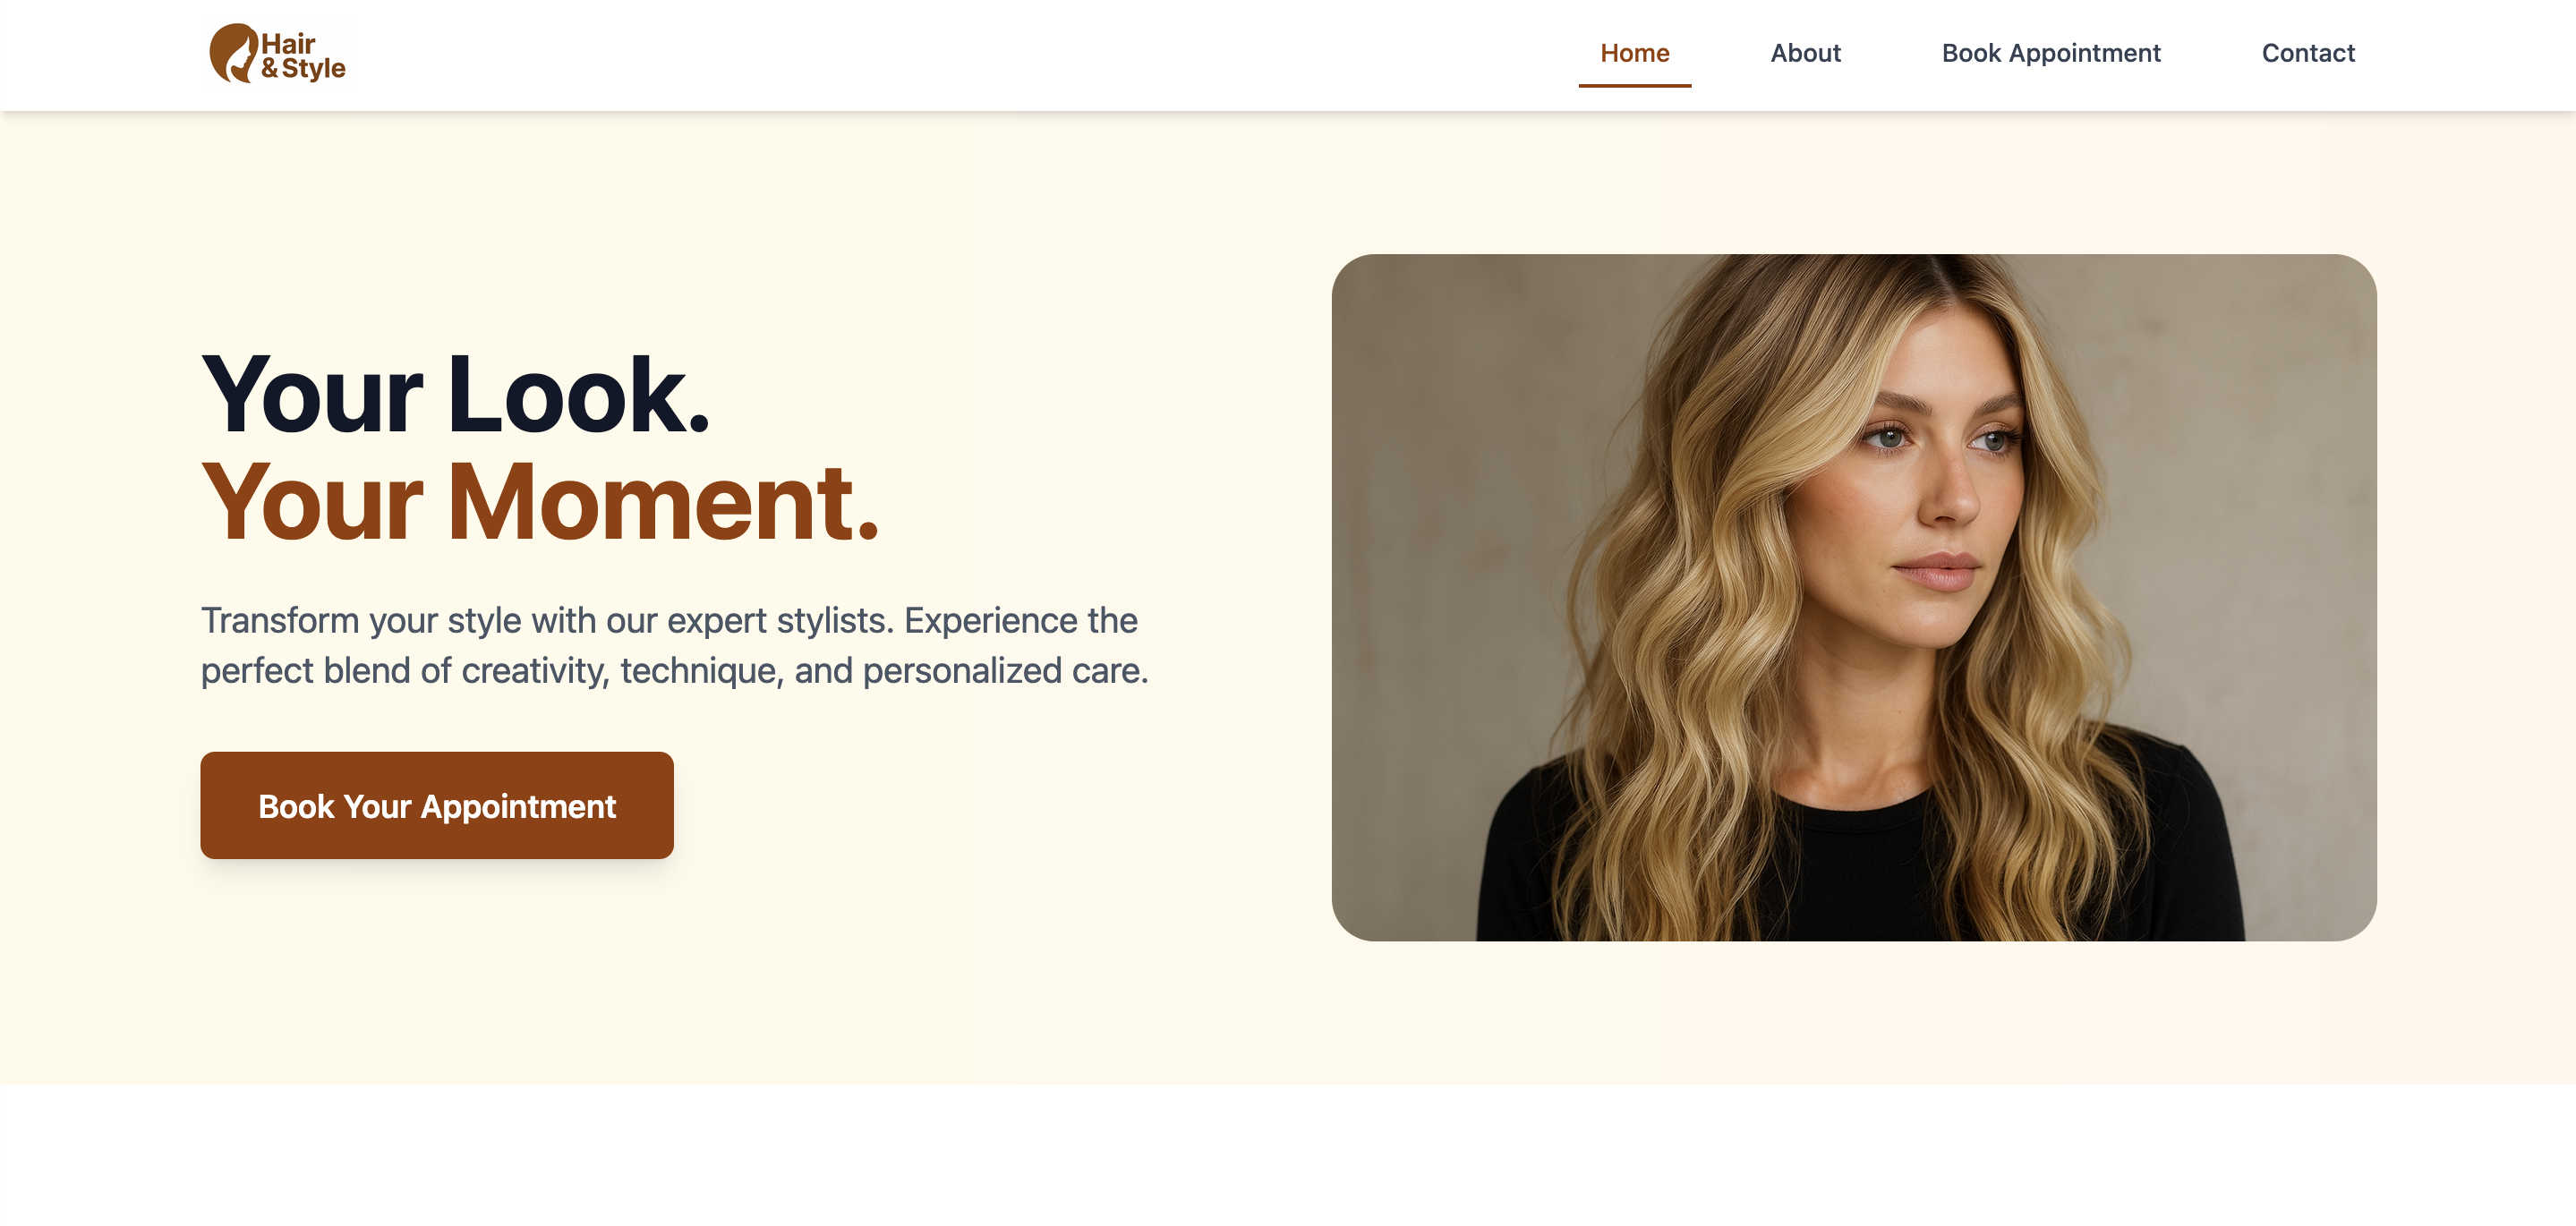 Hair
& Style
Home
About
Book Appointment
Contact
Your Look.
Your Moment.
Transform your style with our expert stylists. Experience the
perfect blend of creativity, technique, and personalized care.
Book Your Appointment